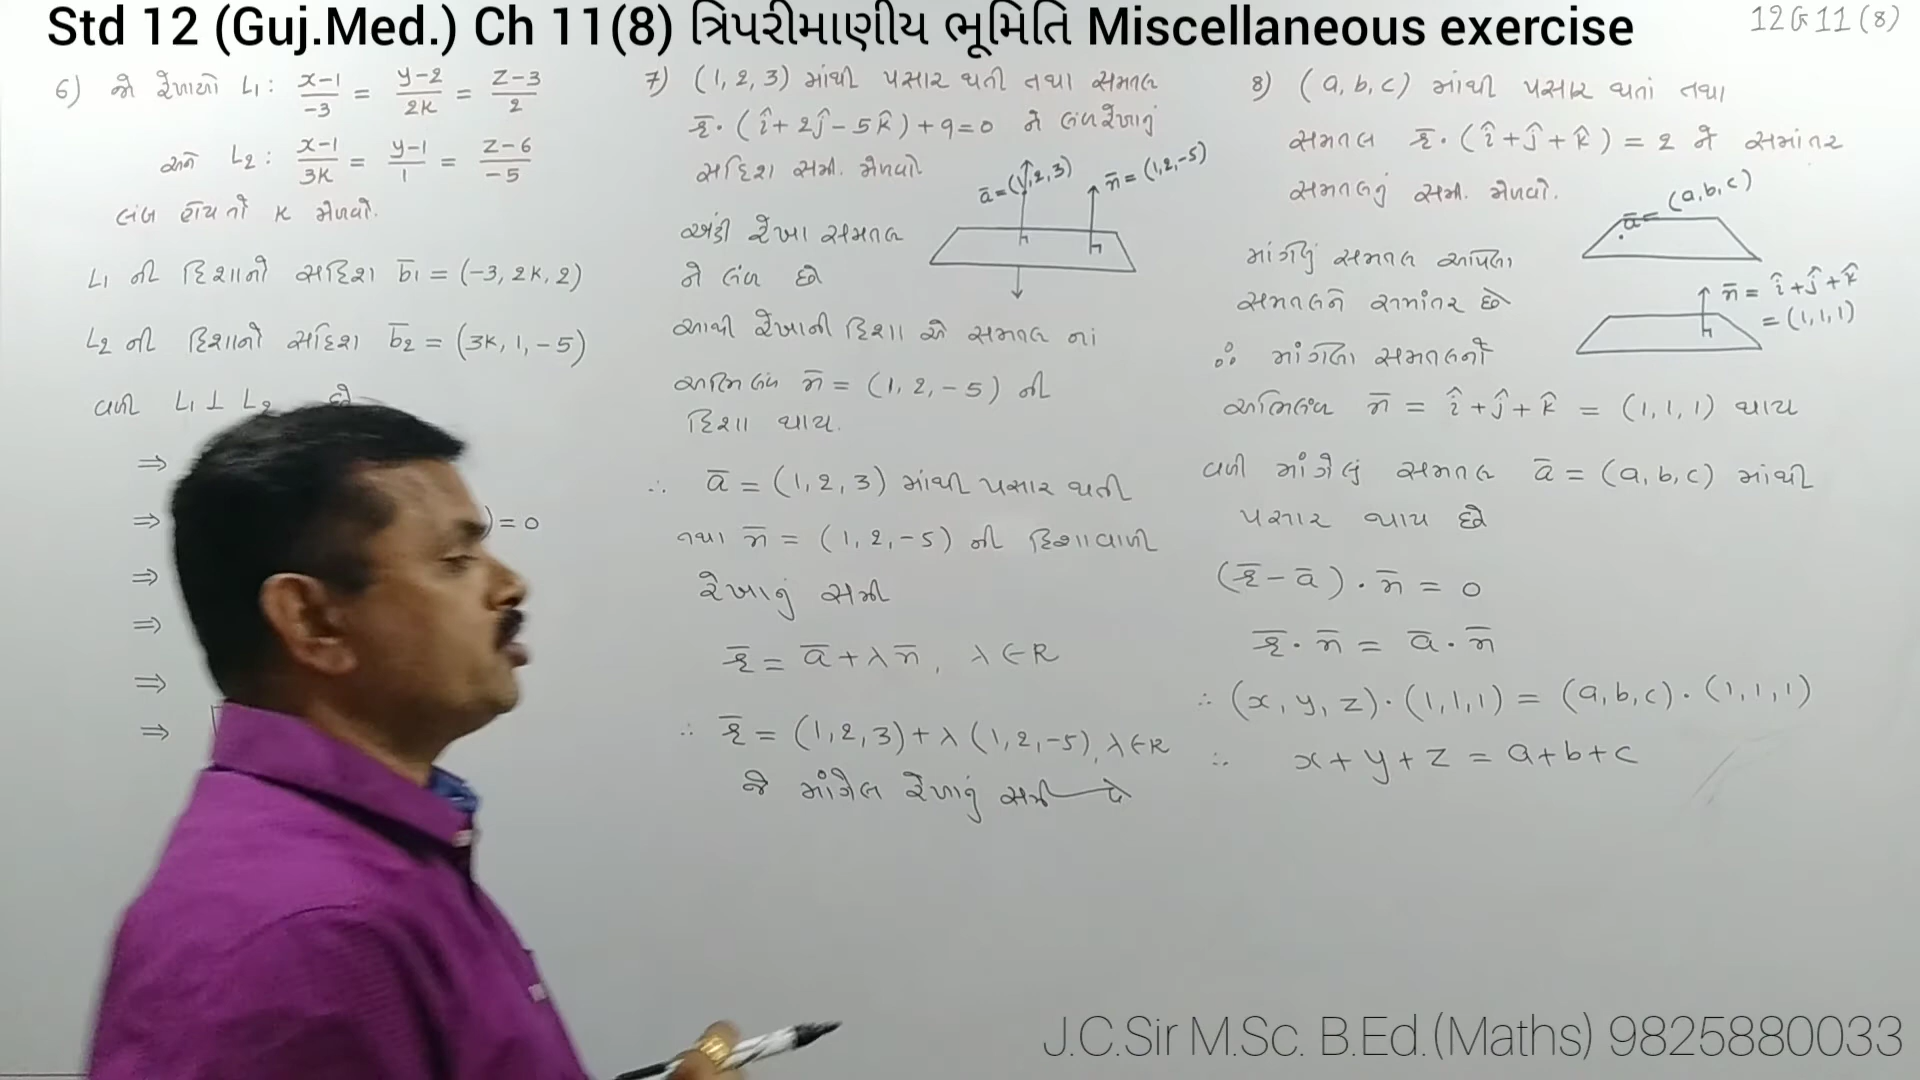 Std 12 (Guj.Med.) Ch 11(8) ત્રિપરીમાણીય ભૂમિતિ Miscellaneous exercise
12 G 11 (8)
6) જો રેખાઓ L₁: (x-1)/-3 = (y-2)/2K = (z-3)/2
અને L₂: (x-1)/3K = (y-1)/1 = (z-6)/-5
લંબ હોય તો K મેળવો.
L₁ ની દિશાનો સદિશ b̄₁ = (-3, 2K, 2)
L₂ ની દિશાનો સદિશ b̄₂ = (3K, 1, -5)
વળી L₁ ⊥ L₂ છે
⇒
⇒ ) = 0
⇒
⇒
⇒
⇒
7) (1, 2, 3) માંથી પસાર થતી તથા સમતલ
r̄ · (î + 2ĵ - 5k̂) + 9 = 0 ને લંબરેખાનું
સદિશ સમી. મેળવો
ā = (1, 2, 3)
n̄ = (1, 2, -5)
અહીં રેખા સમતલ
ને લંબ છે
આથી રેખાની દિશા એ સમતલ નાં
અભિલંબ n̄ = (1, 2, -5) ની
દિશા થાય.
∴ ā = (1, 2, 3) માંથી પસાર થતી
તથા n̄ = (1, 2, -5) ની દિશાવાળી
રેખાનું સમી
r̄ = ā + λ n̄, λ ∈ R
∴ r̄ = (1, 2, 3) + λ (1, 2, -5), λ ∈ R
જે માંગેલ રેખાનું સમી છે
8) (a, b, c) માંથી પસાર થતાં તથા
સમતલ r̄ · (î + ĵ + k̂) = 2 ને સમાંતર
સમતલનું સમી. મેળવો.
ā = (a, b, c)
n̄ = î + ĵ + k̂
= (1, 1, 1)
માંગેલું સમતલ આપેલા
સમતલને સમાંતર છે
∴ માંગેલા સમતલનો
અભિલંબ n̄ = î + ĵ + k̂ = (1, 1, 1) થાય
વળી માંગેલું સમતલ ā = (a, b, c) માંથી
પસાર થાય છે
(r̄ - ā) · n̄ = 0
r̄ · n̄ = ā · n̄
∴ (x, y, z) · (1, 1, 1) = (a, b, c) · (1, 1, 1)
∴ x + y + z = a + b + c
J.C.Sir M.Sc. B.Ed.(Maths) 9825880033